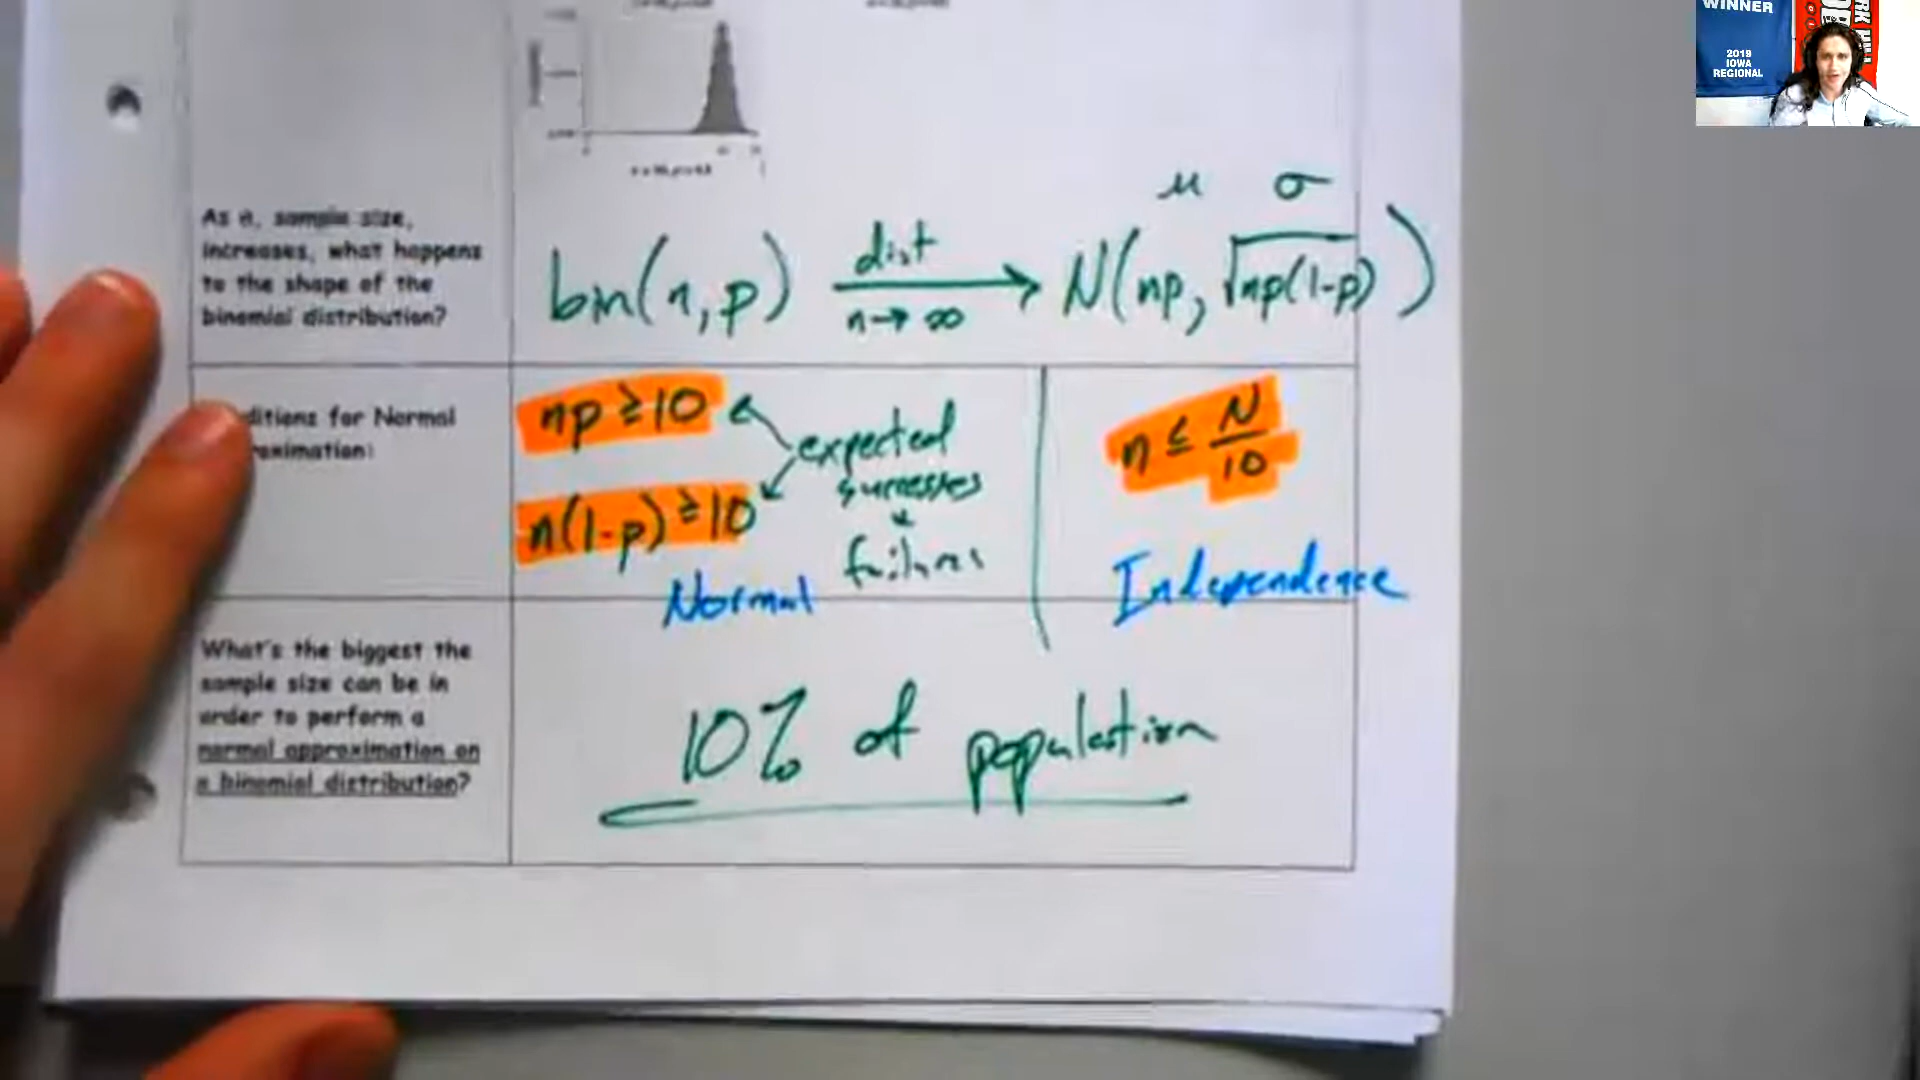 As n, sample size,
increases, what happens
to the shape of the
binomial distribution?
μ σ
bin(n, p) dist n→∞ N(np, √np(1-p))
for Normal
np ≥ 10
n(1-p) ≥ 10
expected
successes
failures
Normal
n ≤ N/10
Independence
What's the biggest the
sample size can be in
order to perform a
normal approximation on
a binomial distribution?
10% of population
WINNER
2019
IOWA
REGIONAL